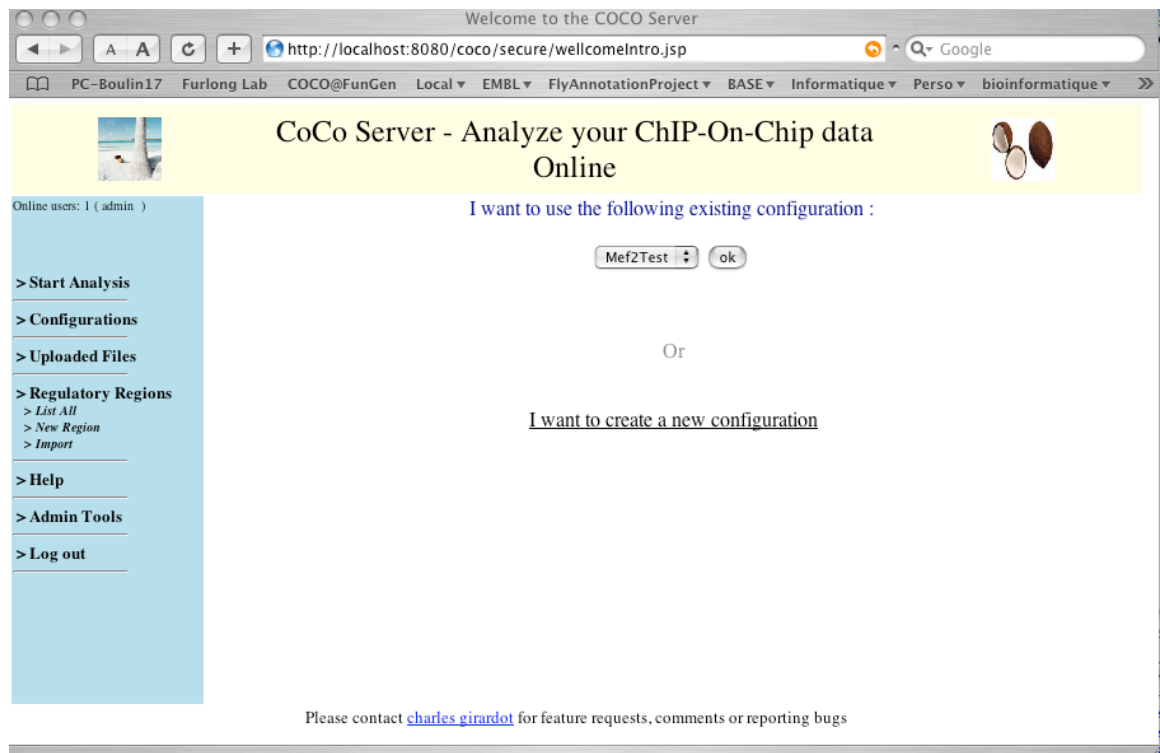 Welcome to the COCO Server
A A + http://localhost:8080/coco/secure/wellcomeIntro.jsp Google
PC-Boulin17 Furlong Lab COCO@FunGen Local EMBL FlyAnnotationProject BASE Informatique Perso bioinformatique
CoCo Server - Analyze your ChIP-On-Chip data
Online
Online users: 1 ( admin )
> Start Analysis
> Configurations
> Uploaded Files
> Regulatory Regions
> List All
> New Region
> Import
> Help
> Admin Tools
> Log out
I want to use the following existing configuration :
Mef2Test ok
Or
I want to create a new configuration
Please contact charles girardot for feature requests, comments or reporting bugs